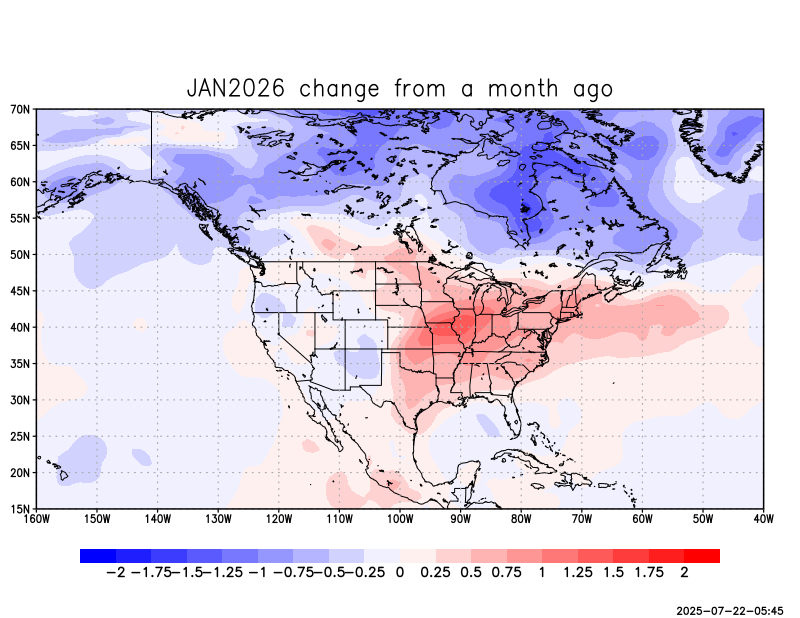 JAN2026 change from a month ago
70N
65N
60N
55N
50N
45N
40N
35N
30N
25N
20N
15N
160W 150W 140W 130W 120W 110W 100W 90W 80W 70W 60W 50W 40W
−2 −1.75 −1.5 −1.25 −1 −0.75 −0.5 −0.25 0 0.25 0.5 0.75 1 1.25 1.5 1.75 2
2025-07-22-05:45